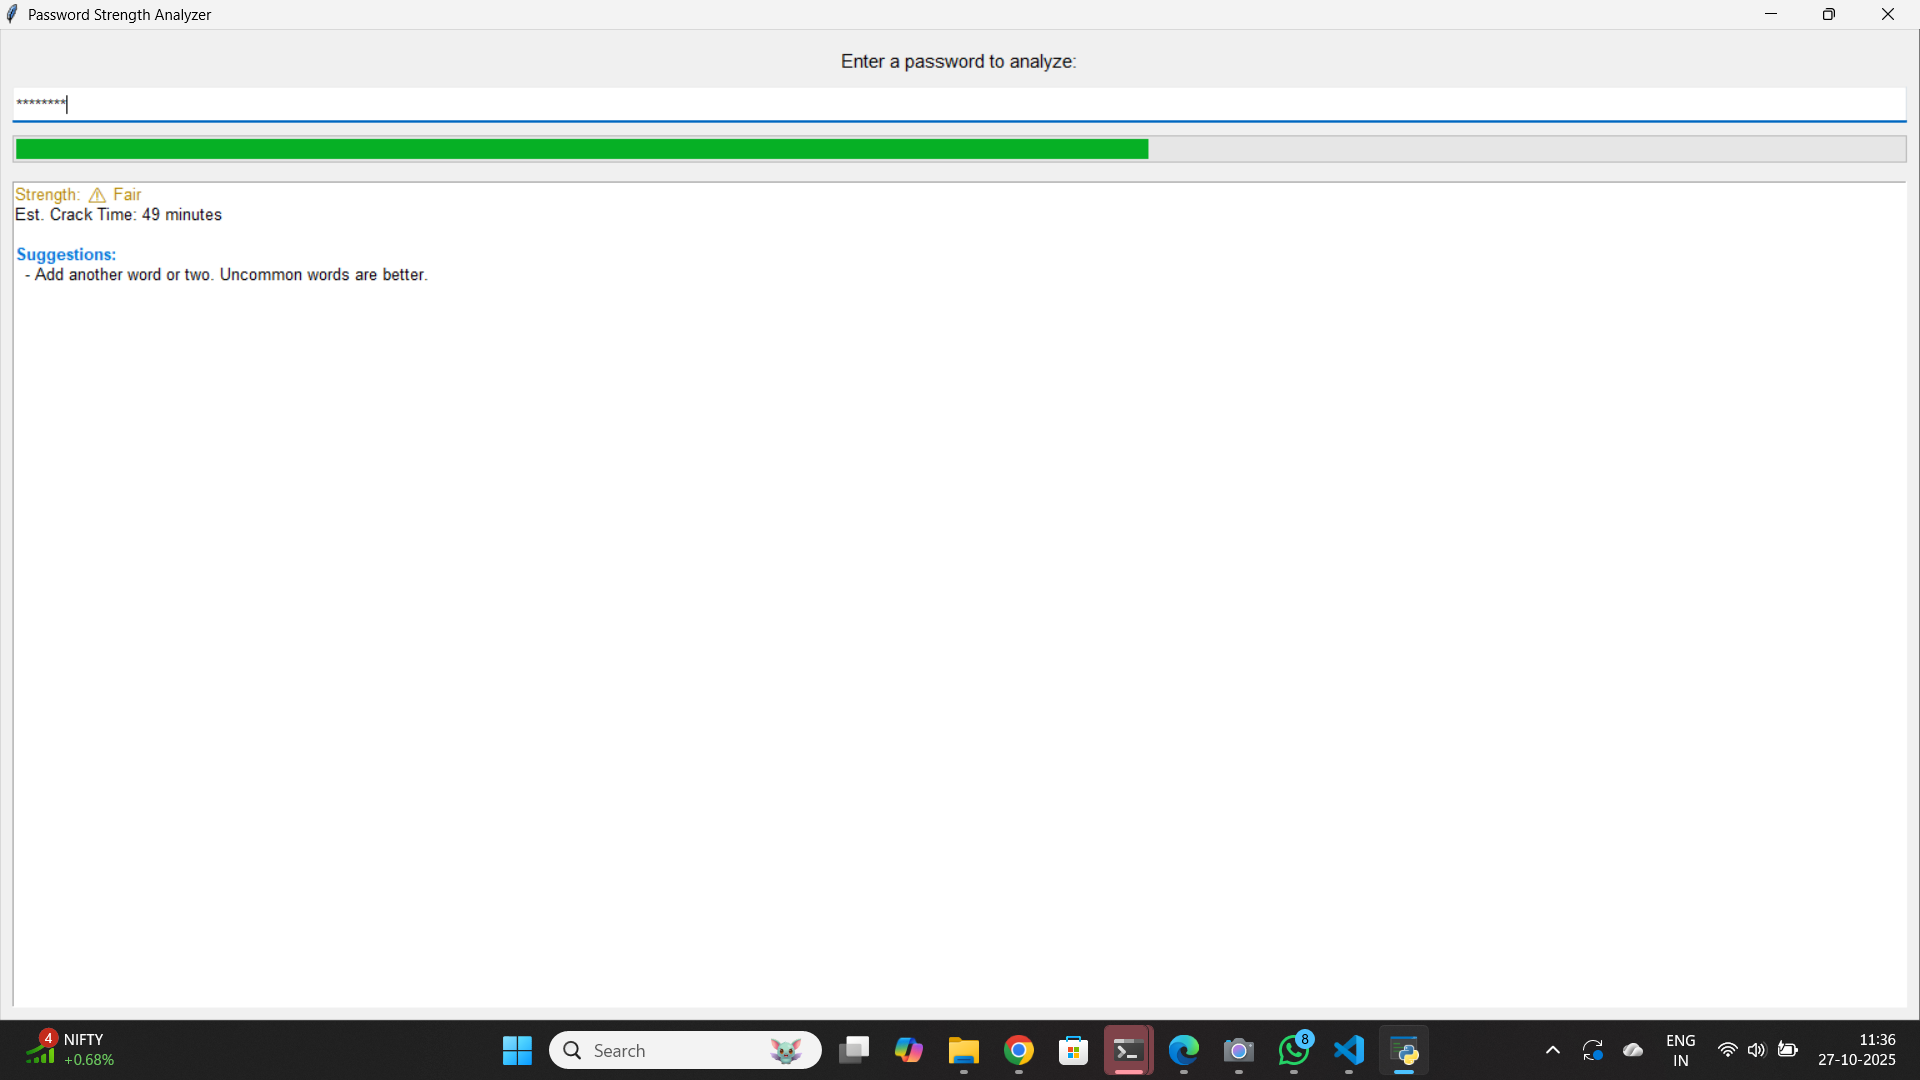 Password Strength Analyzer
Enter a password to analyze:
********
Strength: ⚠ Fair
Est. Crack Time: 49 minutes
Suggestions:
- Add another word or two. Uncommon words are better.
4
NIFTY
+0.68%
Search
8
ENG
IN
11:36
27-10-2025